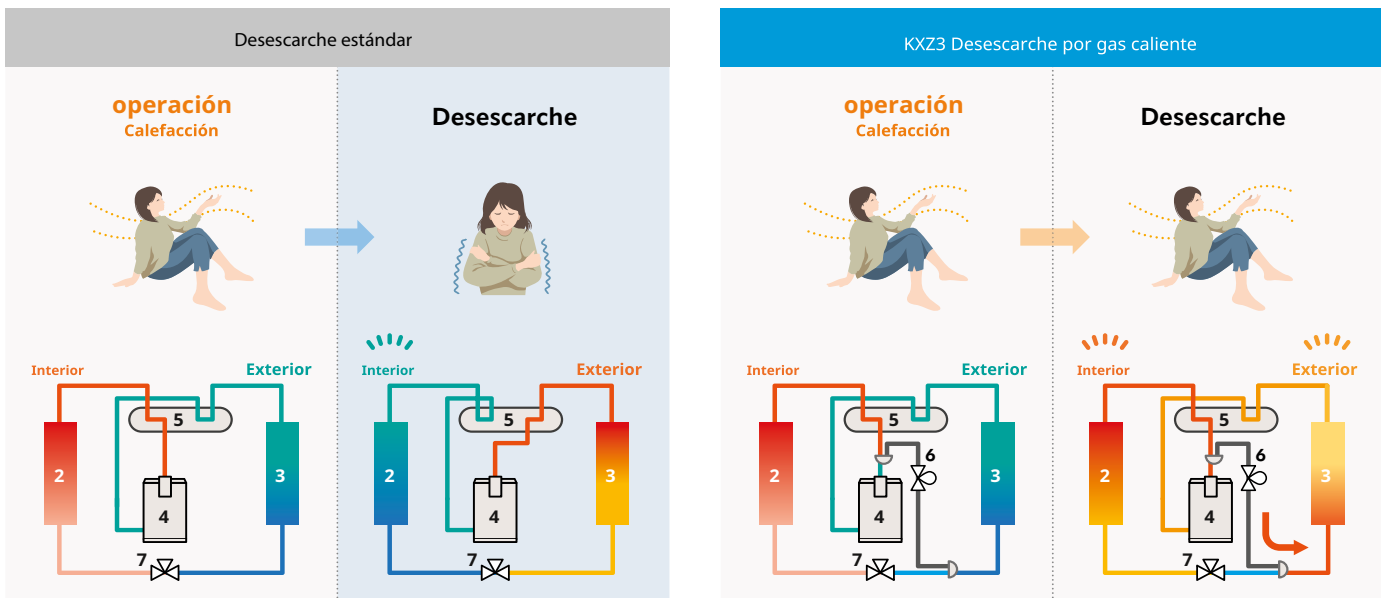 Desescarche estándar
operación
Calefacción
Desescarche
Interior
Exterior
5
2
3
4
7
Interior
Exterior
5
2
3
4
7
KXZ3 Desescarche por gas caliente
operación
Calefacción
Desescarche
Interior
Exterior
5
6
2
3
4
7
Interior
Exterior
5
6
2
3
4
7